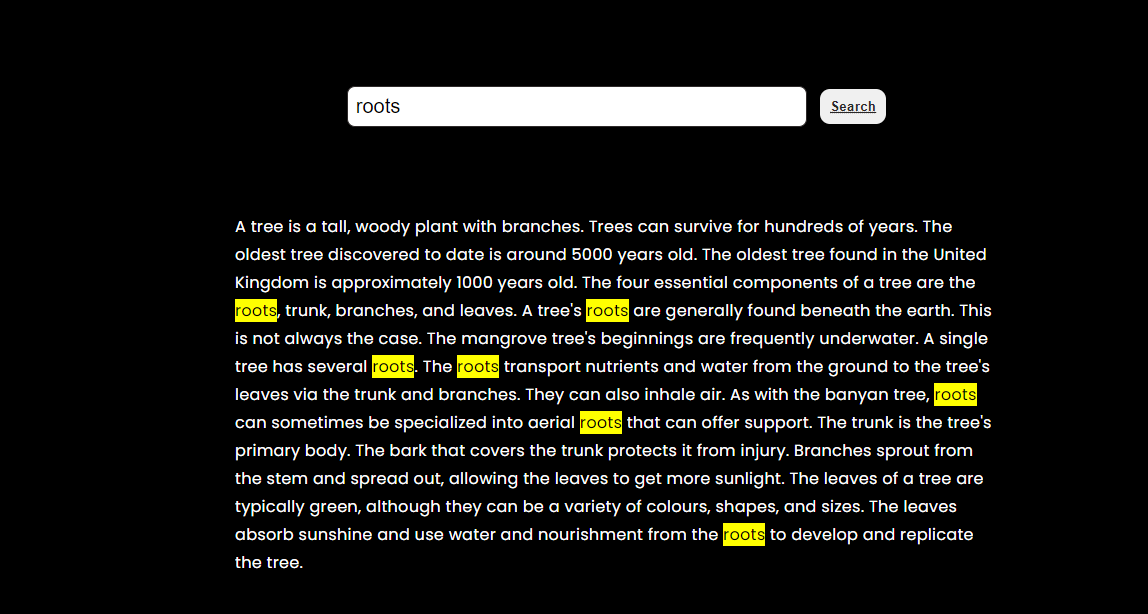 roots
Search
A tree is a tall, woody plant with branches. Trees can survive for hundreds of years. The
oldest tree discovered to date is around 5000 years old. The oldest tree found in the United
Kingdom is approximately 1000 years old. The four essential components of a tree are the
roots, trunk, branches, and leaves. A tree's roots are generally found beneath the earth. This
is not always the case. The mangrove tree's beginnings are frequently underwater. A single
tree has several roots. The roots transport nutrients and water from the ground to the tree's
leaves via the trunk and branches. They can also inhale air. As with the banyan tree, roots
can sometimes be specialized into aerial roots that can offer support. The trunk is the tree's
primary body. The bark that covers the trunk protects it from injury. Branches sprout from
the stem and spread out, allowing the leaves to get more sunlight. The leaves of a tree are
typically green, although they can be a variety of colours, shapes, and sizes. The leaves
absorb sunshine and use water and nourishment from the roots to develop and replicate
the tree.